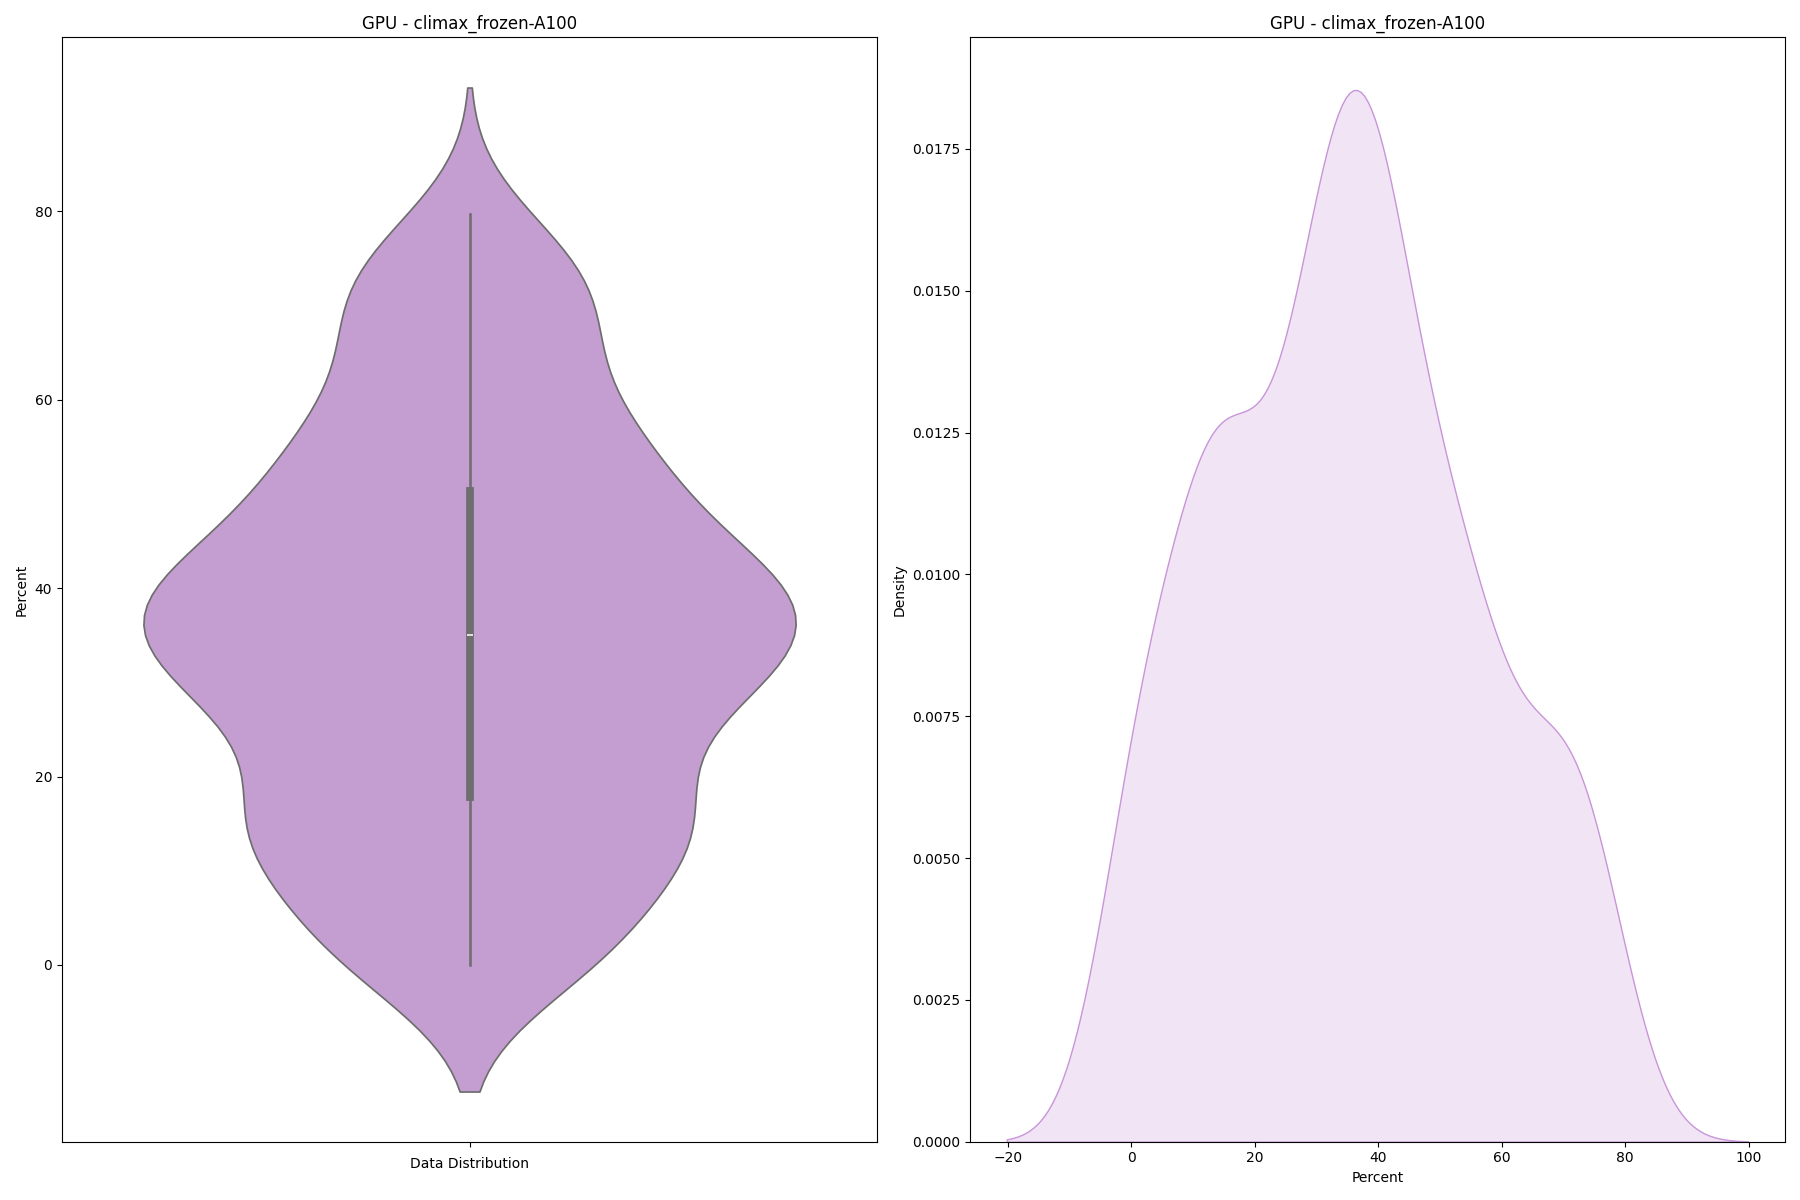 GPU - climax_frozen-A100
80
60
40
20
0
Percent
Data Distribution
GPU - climax_frozen-A100
0.0175
0.0150
0.0125
0.0100
0.0075
0.0050
0.0025
0.0000
Density
−20 0 20 40 60 80 100
Percent